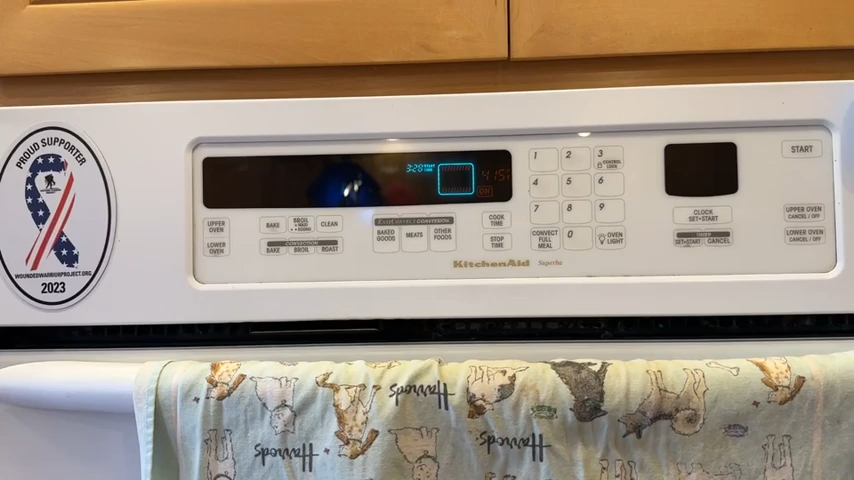 PROUD SUPPORTER
WOUNDEDWARRIORPROJECT.ORG
2023
3:20 START TIME
415°
ON
UPPER OVEN
LOWER OVEN
BAKE
BROIL
CLEAN
CONVECTION
BAKE BROIL ROAST
BAKED GOODS
MEATS
OTHER FOODS
COOK TIME
STOP TIME
1 2 3
CONTROL LOCK
4 5 6
7 8 9
CONVECT FULL MEAL
0
OVEN LIGHT
KitchenAid Superba
CLOCK SET•START
TIMER
SET•START CANCEL
START
UPPER OVEN CANCEL / OFF
LOWER OVEN CANCEL / OFF
Harrods
Harrods
Harrods